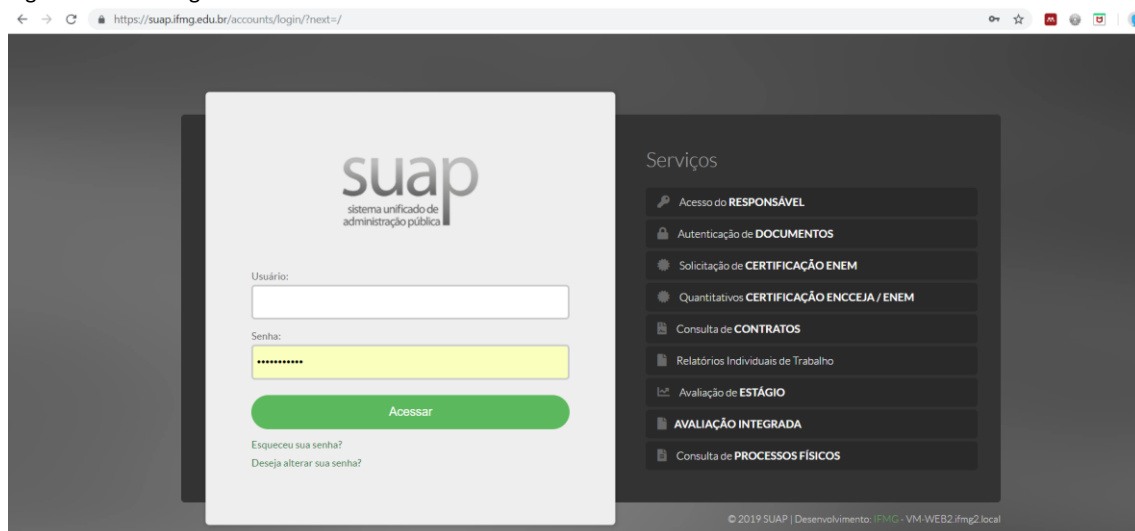 https://suap.ifmg.edu.br/accounts/login/?next=/
suap
sistema unificado de
administração pública
Usuário:
Senha:
•••••••••••
Acessar
Esqueceu sua senha?
Deseja alterar sua senha?
Serviços
Acesso do RESPONSÁVEL
Autenticação de DOCUMENTOS
Solicitação de CERTIFICAÇÃO ENEM
Quantitativos CERTIFICAÇÃO ENCCEJA / ENEM
Consulta de CONTRATOS
Relatórios Individuais de Trabalho
Avaliação de ESTÁGIO
AVALIAÇÃO INTEGRADA
Consulta de PROCESSOS FÍSICOS
© 2019 SUAP | Desenvolvimento: IFMG - VM-WEB2.ifmg2.local